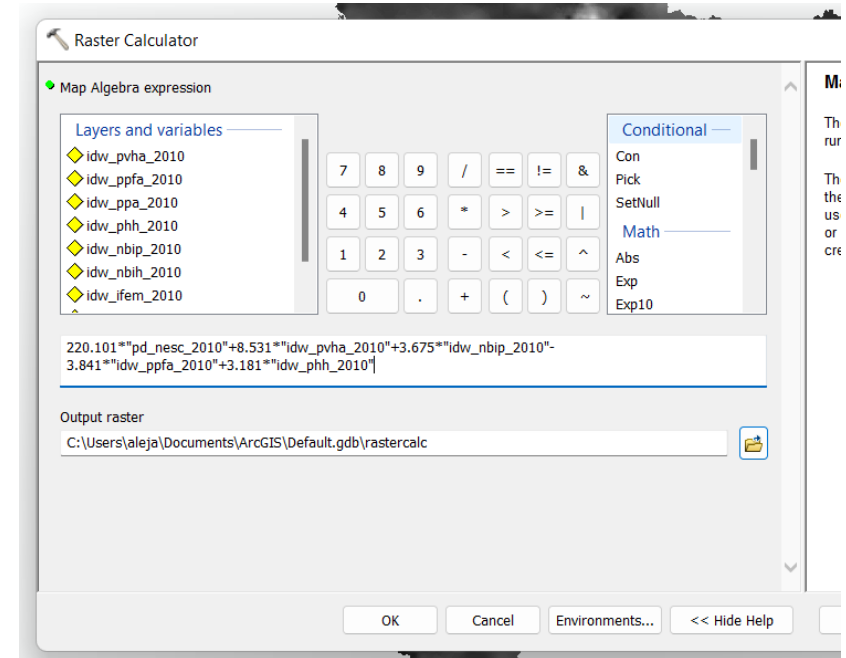 Raster Calculator
Map Algebra expression
Layers and variables
idw_pvha_2010
idw_ppfa_2010
idw_ppa_2010
idw_phh_2010
idw_nbip_2010
idw_nbih_2010
idw_ifem_2010
7 8 9 / == != &
4 5 6 * > >= |
1 2 3 - < <= ^
0 . + ( ) ~
Conditional
Con
Pick
SetNull
Math
Abs
Exp
Exp10
220.101*"pd_nesc_2010"+8.531*"idw_pvha_2010"+3.675*"idw_nbip_2010"-
3.841*"idw_ppfa_2010"+3.181*"idw_phh_2010"
Output raster
C:\Users\aleja\Documents\ArcGIS\Default.gdb\rastercalc
OK Cancel Environments... << Hide Help
or